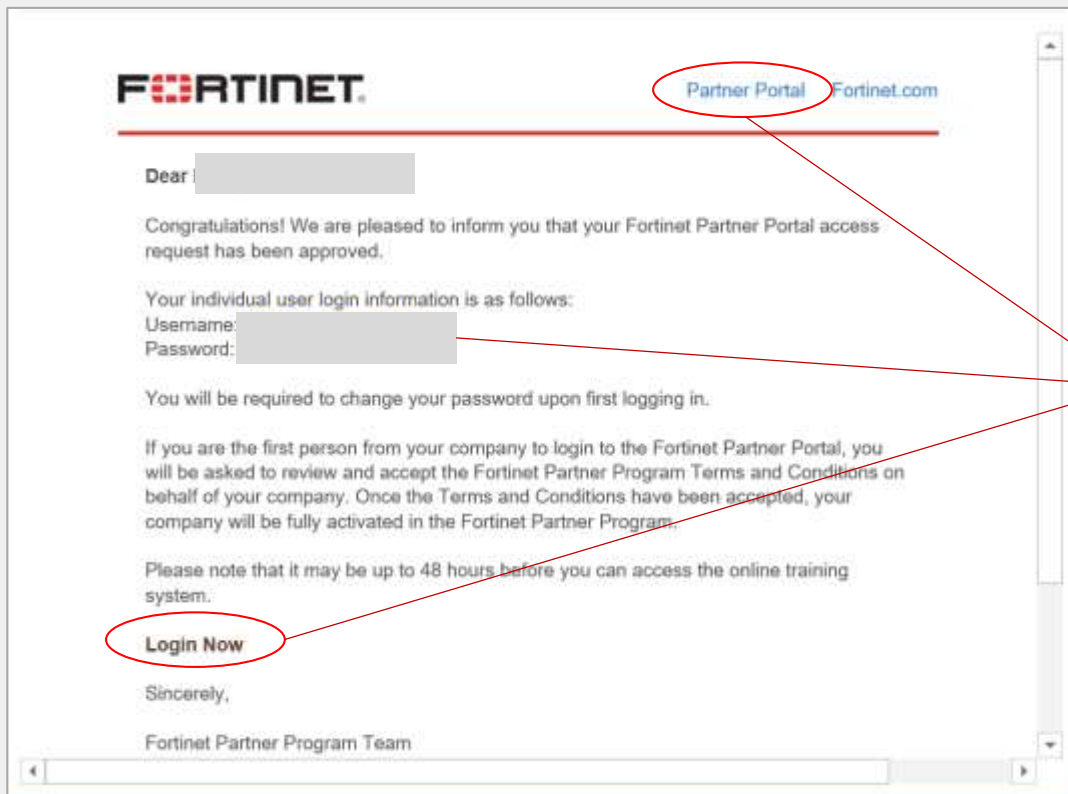 FORTINET
Partner Portal Fortinet.com
Dear
Congratulations! We are pleased to inform you that your Fortinet Partner Portal access
request has been approved.
Your individual user login information is as follows:
Username:
Password:
You will be required to change your password upon first logging in.
If you are the first person from your company to login to the Fortinet Partner Portal, you
will be asked to review and accept the Fortinet Partner Program Terms and Conditions on
behalf of your company. Once the Terms and Conditions have been accepted, your
company will be fully activated in the Fortinet Partner Program.
Please note that it may be up to 48 hours before you can access the online training
system.
Login Now
Sincerely,
Fortinet Partner Program Team